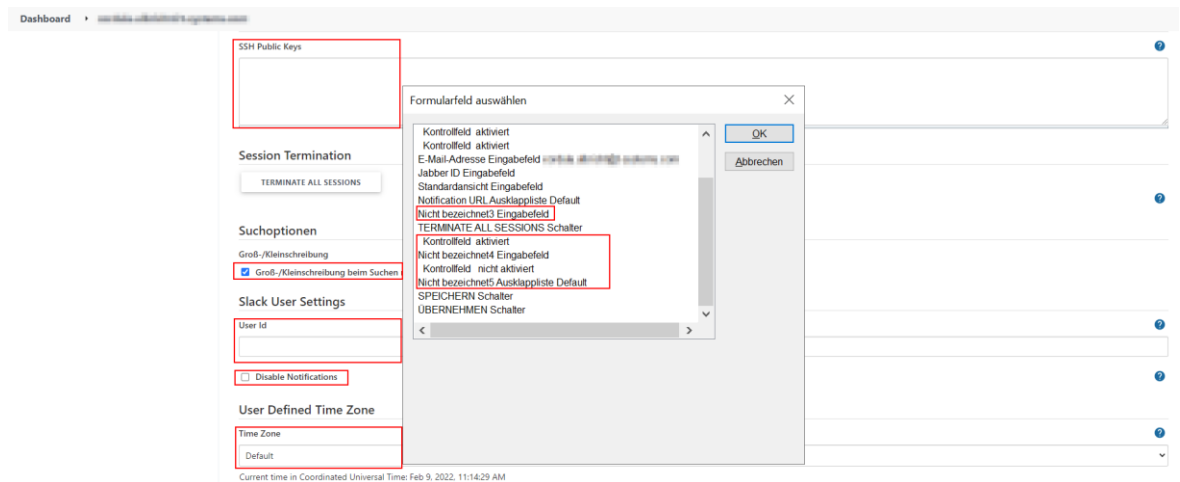 Dashboard
SSH Public Keys
Session Termination
TERMINATE ALL SESSIONS
Suchoptionen
Groß-/Kleinschreibung
Groß-/Kleinschreibung beim Suchen
Slack User Settings
User Id
Disable Notifications
User Defined Time Zone
Time Zone
Default
Current time in Coordinated Universal Time: Feb 9, 2022, 11:14:29 AM
Formularfeld auswählen
Kontrollfeld aktiviert
Kontrollfeld aktiviert
E-Mail-Adresse Eingabefeld
Jabber ID Eingabefeld
Standardansicht Eingabefeld
Notification URL Ausklappliste Default
Nicht bezeichnet3 Eingabefeld
TERMINATE ALL SESSIONS Schalter
Kontrollfeld aktiviert
Nicht bezeichnet4 Eingabefeld
Kontrollfeld nicht aktiviert
Nicht bezeichnet5 Ausklappliste Default
SPEICHERN Schalter
ÜBERNEHMEN Schalter
OK
Abbrechen